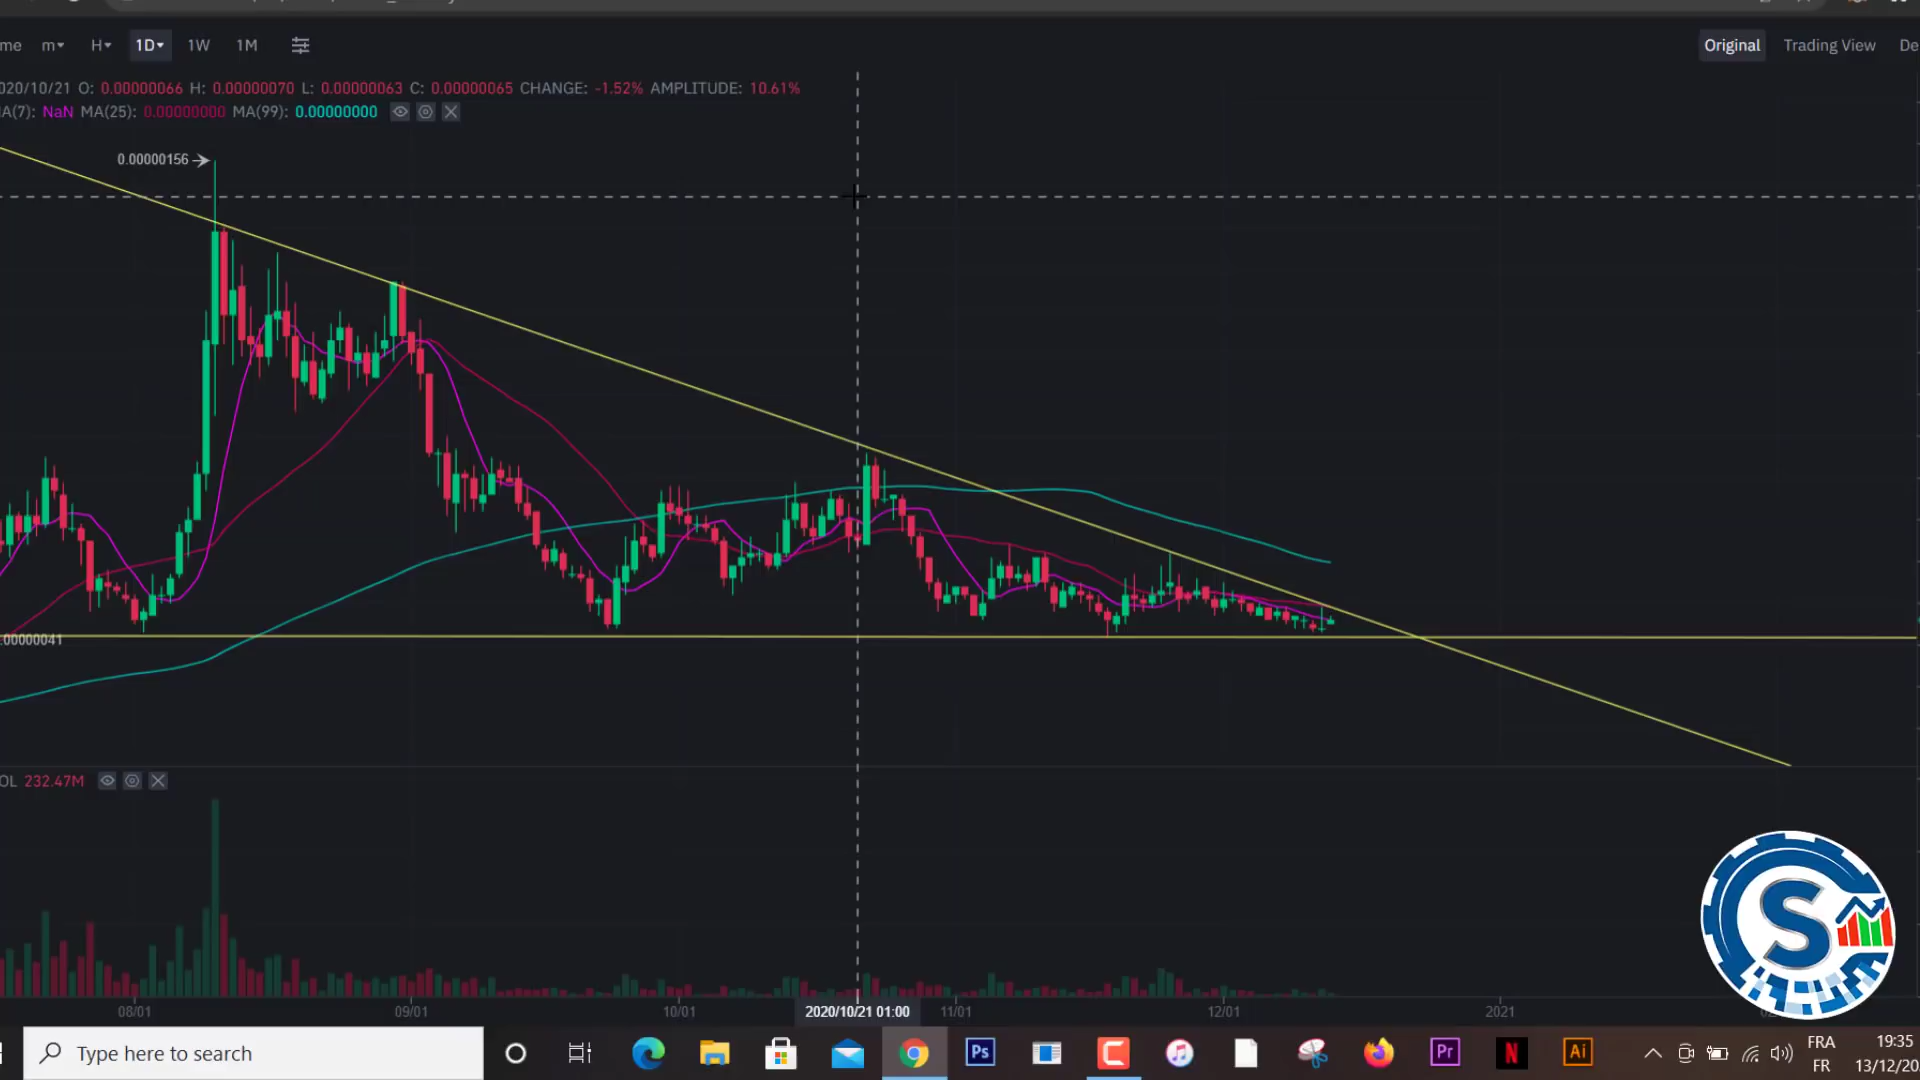 me m H 1D 1W 1M Original Trading View De
020/10/21 O: 0.00000066 H: 0.00000070 L: 0.00000063 C: 0.00000065 CHANGE: -1.52% AMPLITUDE: 10.61%
A(7): NaN MA(25): 0.00000000 MA(99): 0.00000000
0.00000156
.00000041
OL 232.47M
08/01 09/01 10/01 2020/10/21 01:00 11/01 12/01 2021
S
Type here to search Ps Pr N Ai FRA 19:35
FR 13/12/20